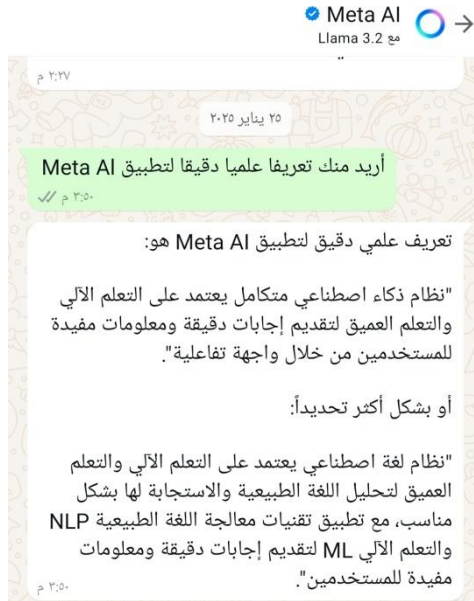 Meta AI
مع Llama 3.2
٢:٢٧ م
٢٥ يناير ٢٠٢٥
أريد منك تعريفا علميا دقيقا لتطبيق Meta AI
٣:٥٠ م
تعريف علمي دقيق لتطبيق Meta AI هو:
"نظام ذكاء اصطناعي متكامل يعتمد على التعلم الآلي
والتعلم العميق لتقديم إجابات دقيقة ومعلومات مفيدة
للمستخدمين من خلال واجهة تفاعلية".
أو بشكل أكثر تحديداً:
"نظام لغة اصطناعي يعتمد على التعلم الآلي والتعلم
العميق لتحليل اللغة الطبيعية والاستجابة لها بشكل
مناسب، مع تطبيق تقنيات معالجة اللغة الطبيعية NLP
والتعلم الآلي ML لتقديم إجابات دقيقة ومعلومات
مفيدة للمستخدمين".
٣:٥٠ م